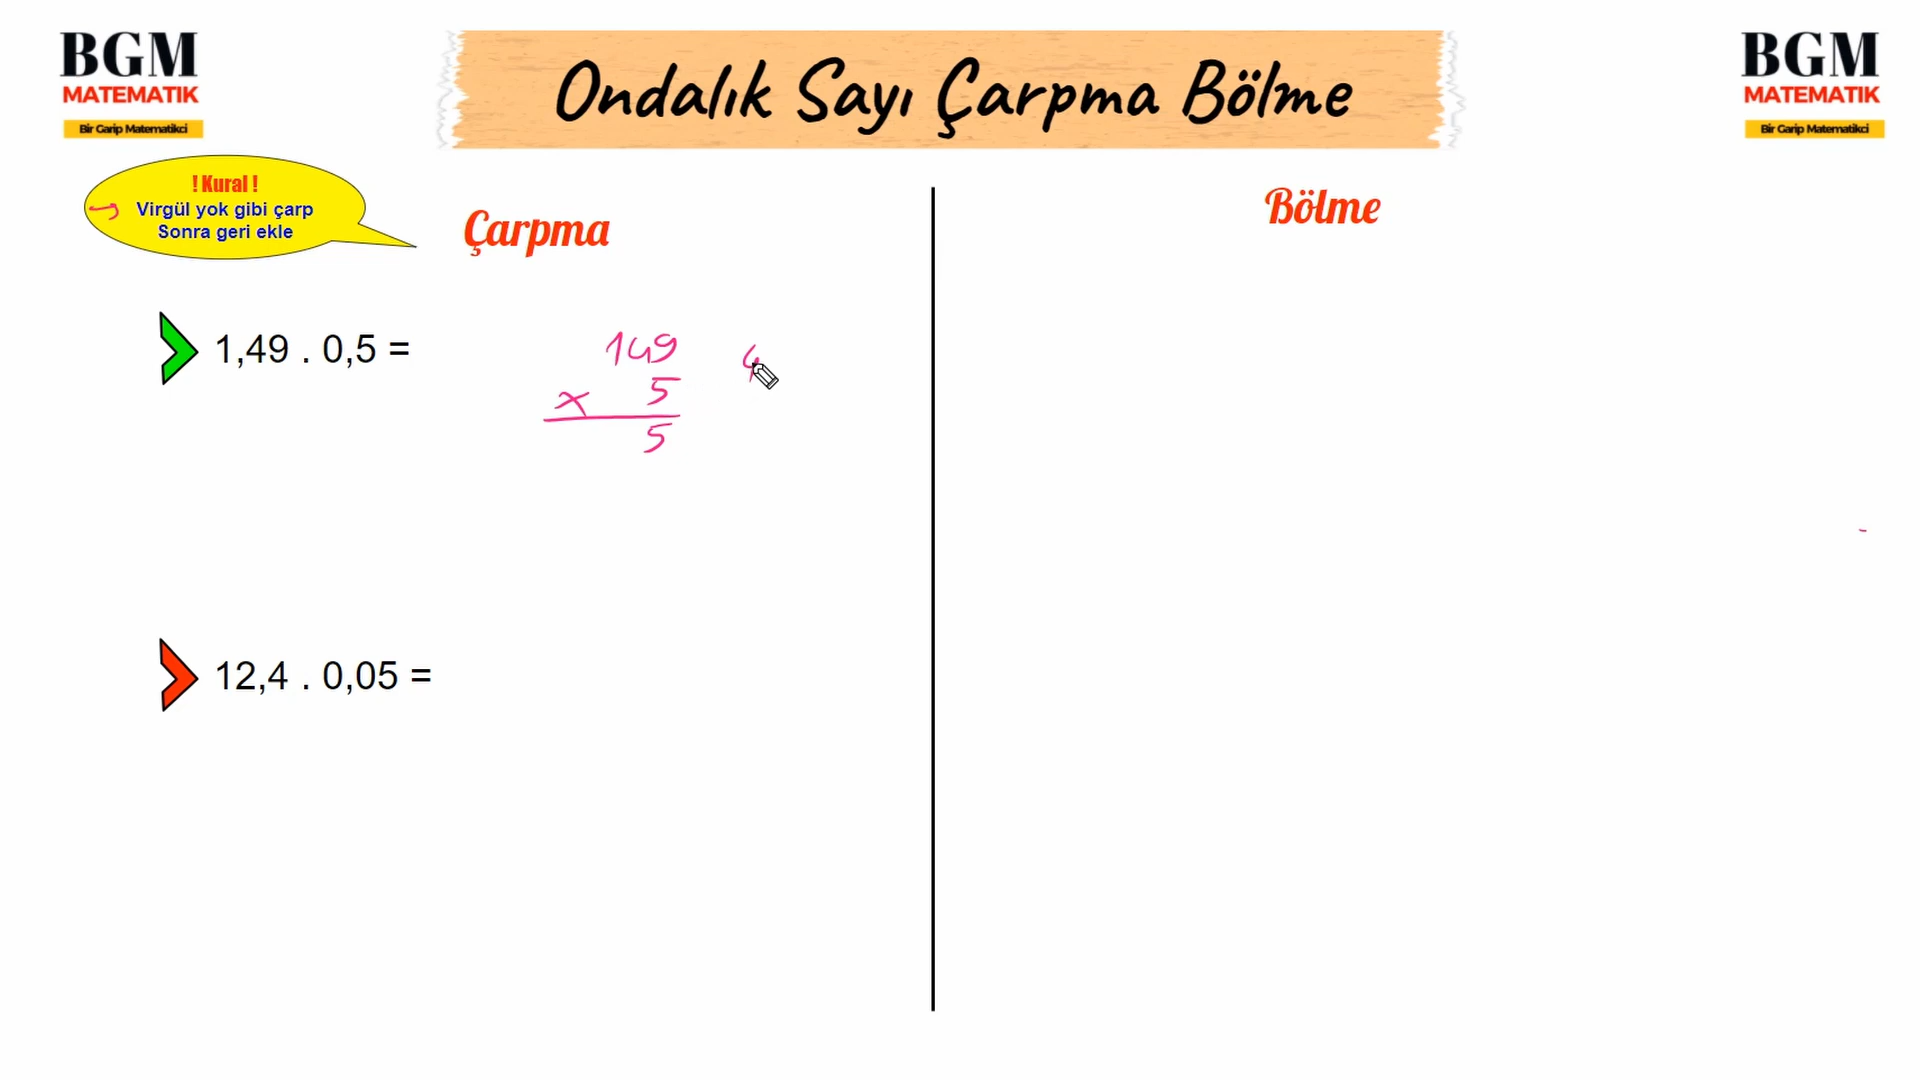 BGM
MATEMATIK
Bir Garip Matematikci
Ondalık Sayı Çarpma Bölme
BGM
MATEMATIK
Bir Garip Matematikci
! Kural !
Virgül yok gibi çarp
Sonra geri ekle
Çarpma
Bölme
1,49 . 0,5 =
149
x 5
5
4
12,4 . 0,05 =